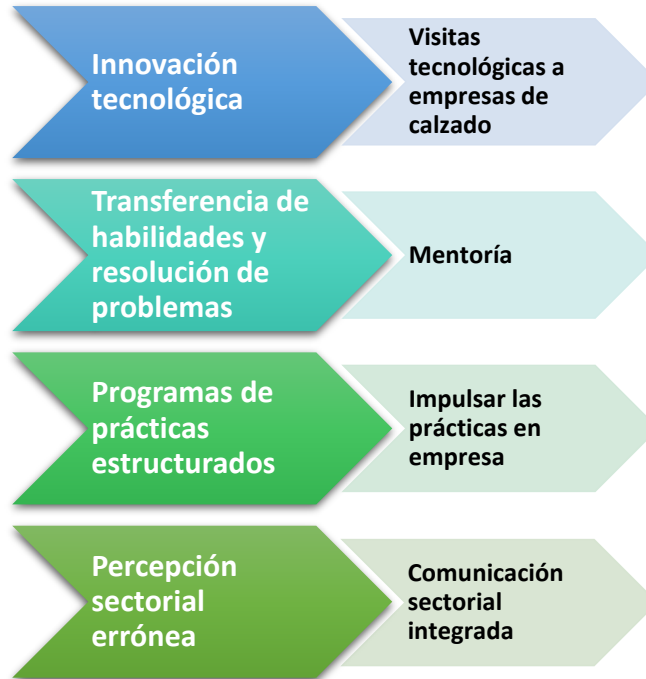 Innovación
tecnológica
Visitas
tecnológicas a
empresas de
calzado
Transferencia de
habilidades y
resolución de
problemas
Mentoría
Programas de
prácticas
estructurados
Impulsar las
prácticas en
empresa
Percepción
sectorial
errónea
Comunicación
sectorial
integrada